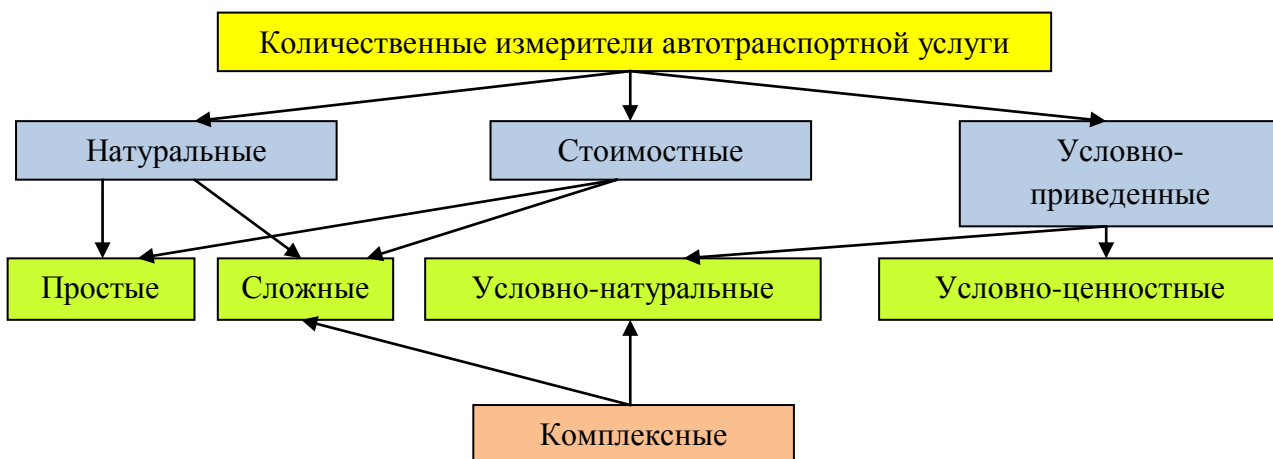 Количественные измерители автотранспортной услуги
Натуральные
Стоимостные
Условно-
приведенные
Простые
Сложные
Условно-натуральные
Условно-ценностные
Комплексные